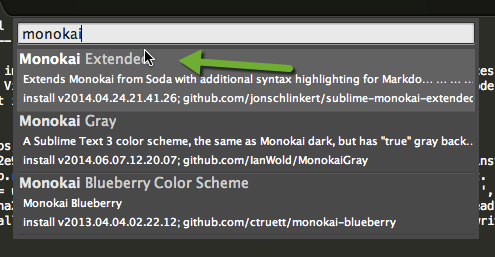 monokai
Monokai Extended
Extends Monokai from Soda with additional syntax highlighting for Markdo... ... ...
install v2014.04.24.21.41.26; github.com/jonschlinkert/sublime-monokai-extended
Monokai Gray
A Sublime Text 3 color scheme, the same as Monokai dark, but has "true" gray back...
install v2014.06.07.12.20.07; github.com/IanWold/MonokaiGray
Monokai Blueberry Color Scheme
Monokai Blueberry
install v2013.04.04.02.22.12; github.com/ctruett/monokai-blueberry